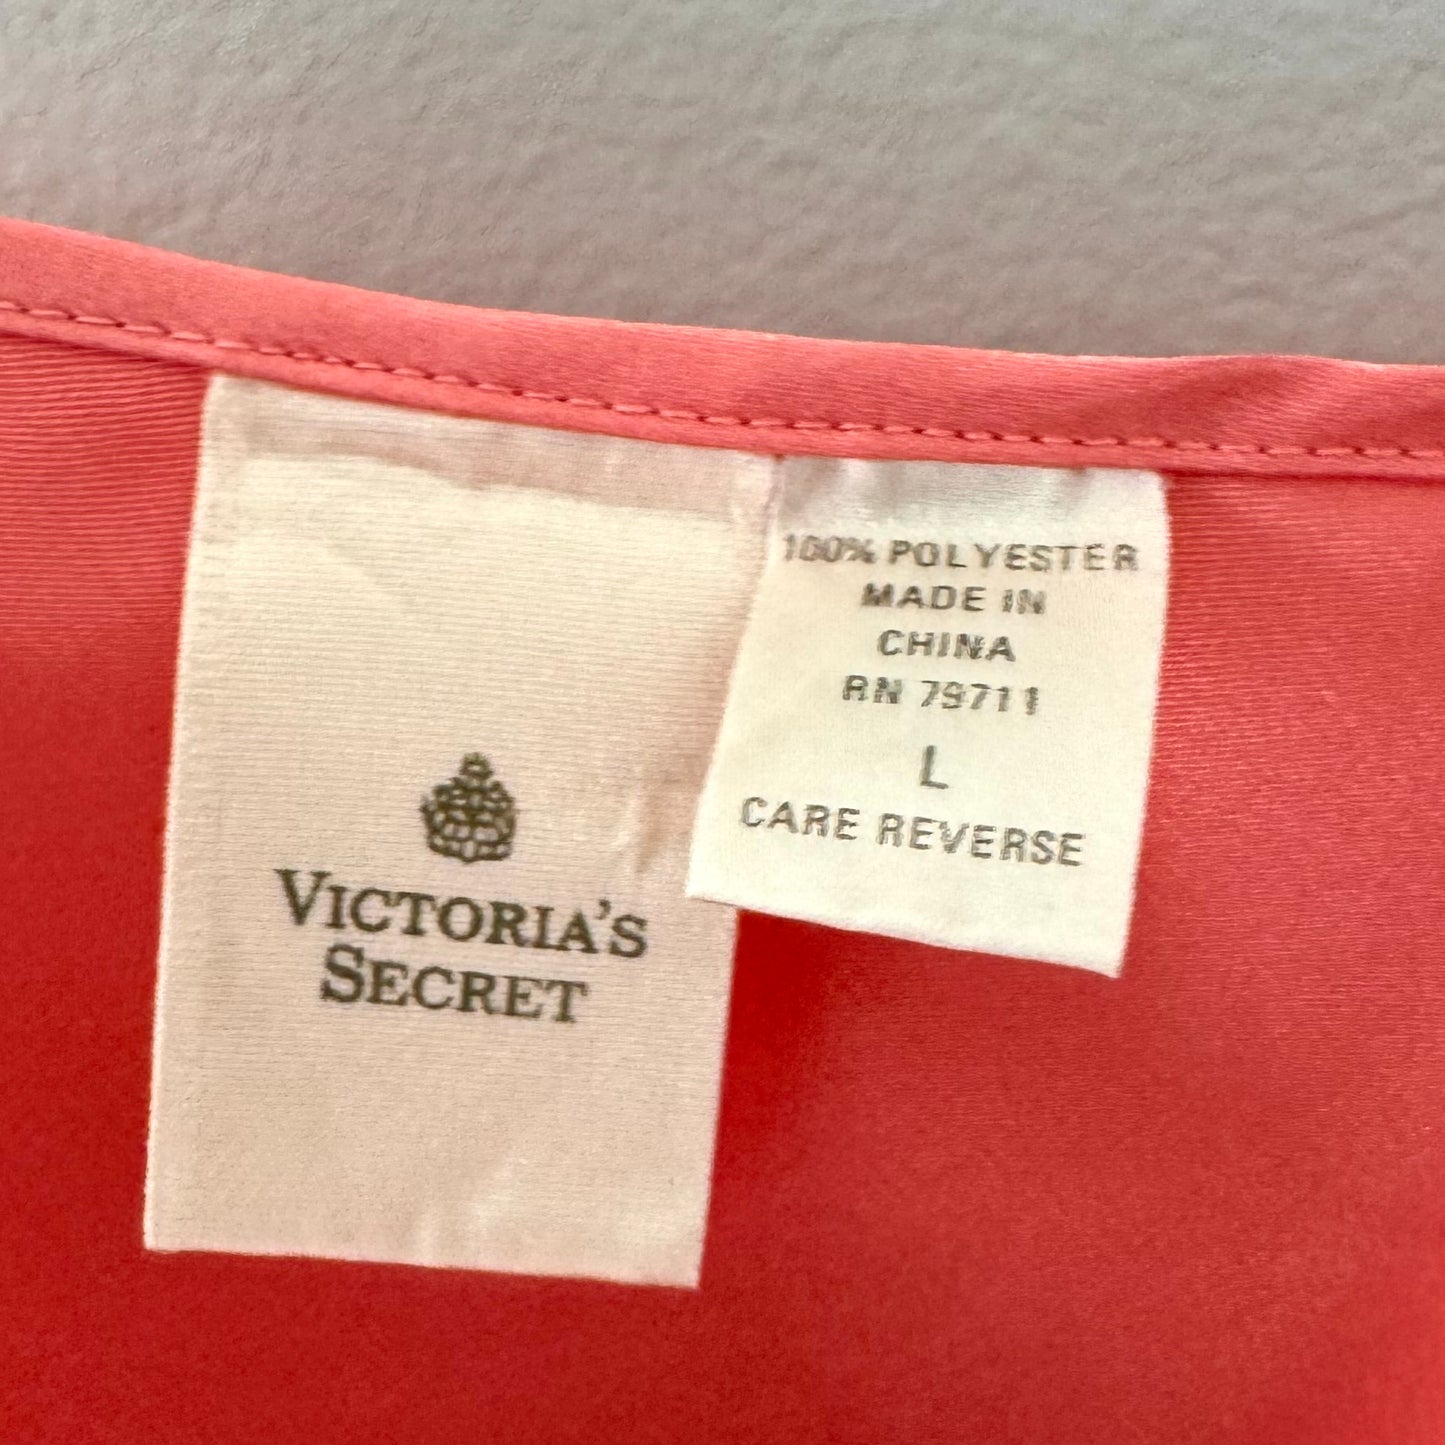 VICTORIA'S
SECRET
100% POLYESTER
MADE IN
CHINA
RN 79711
L
CARE REVERSE